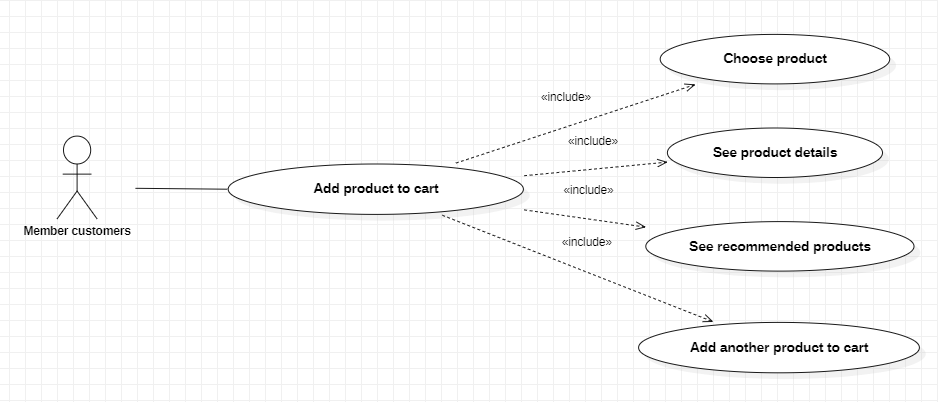 Choose product
«include»
«include»
See product details
Add product to cart
«include»
Member customers
«include»
See recommended products
Add another product to cart